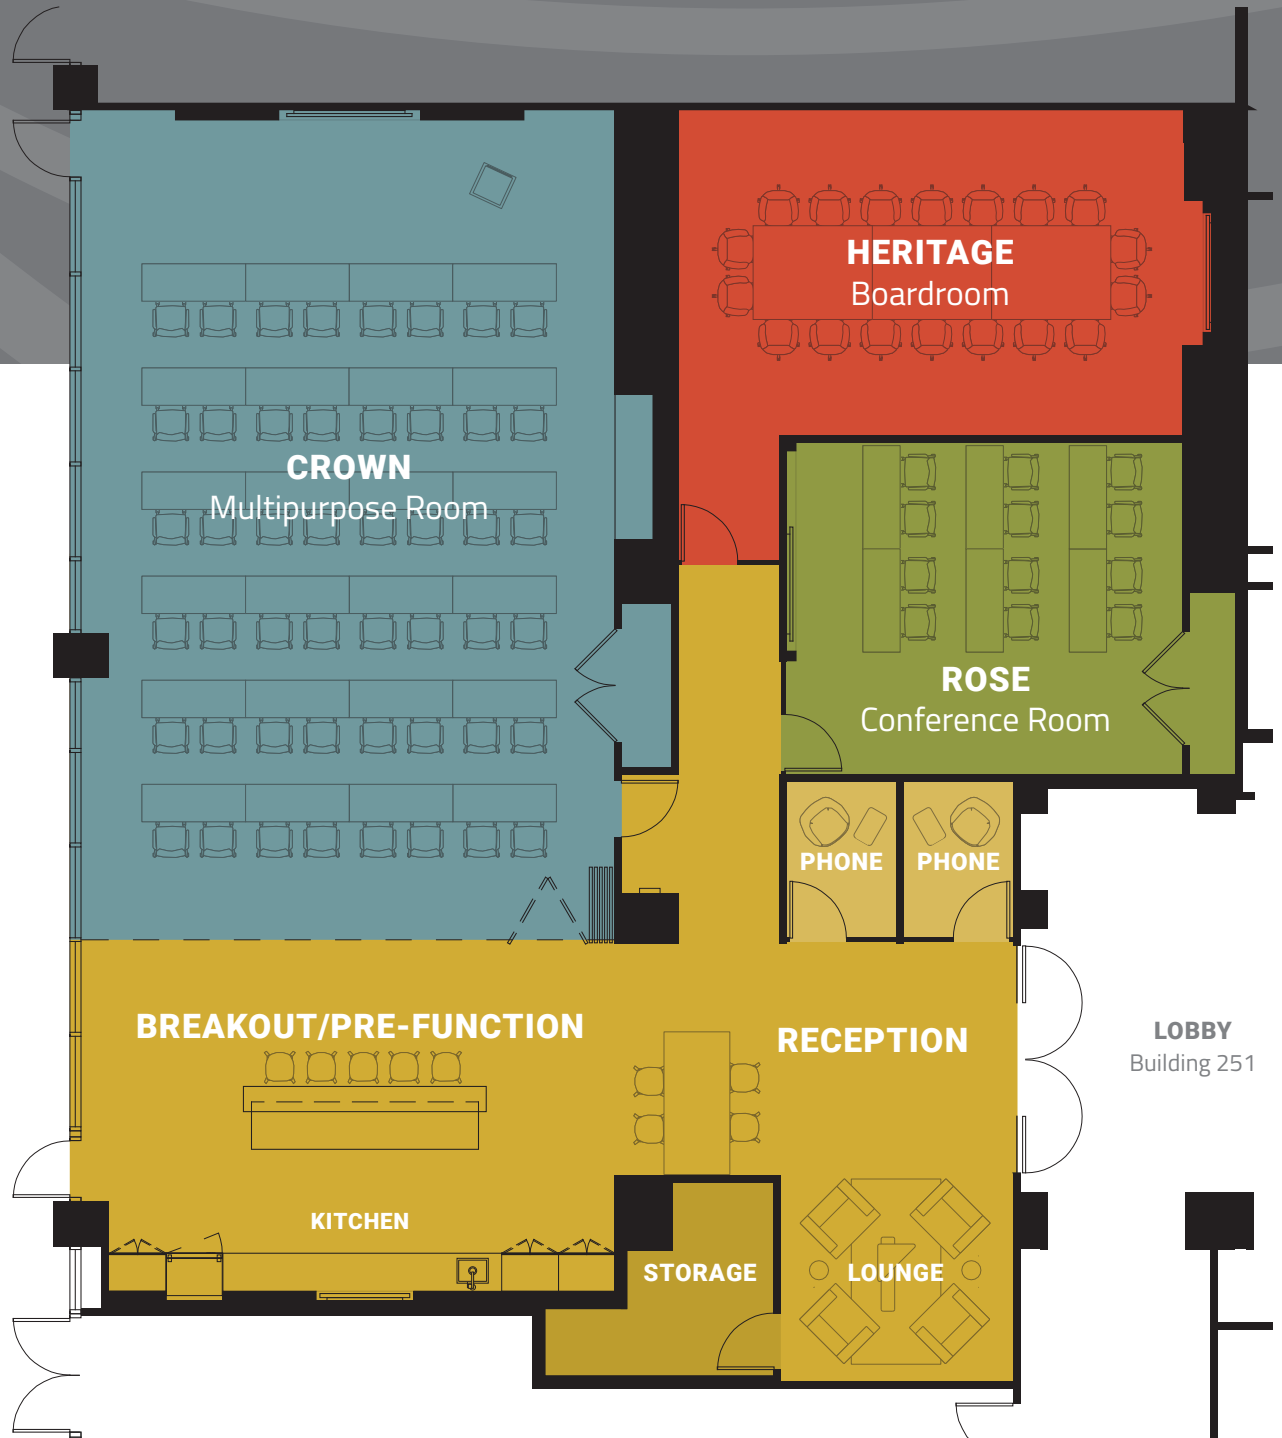 HERITAGE
Boardroom
CROWN
Multipurpose Room
ROSE
Conference Room
PHONE
PHONE
BREAKOUT/PRE-FUNCTION
RECEPTION
LOBBY
Building 251
KITCHEN
STORAGE
LOUNGE